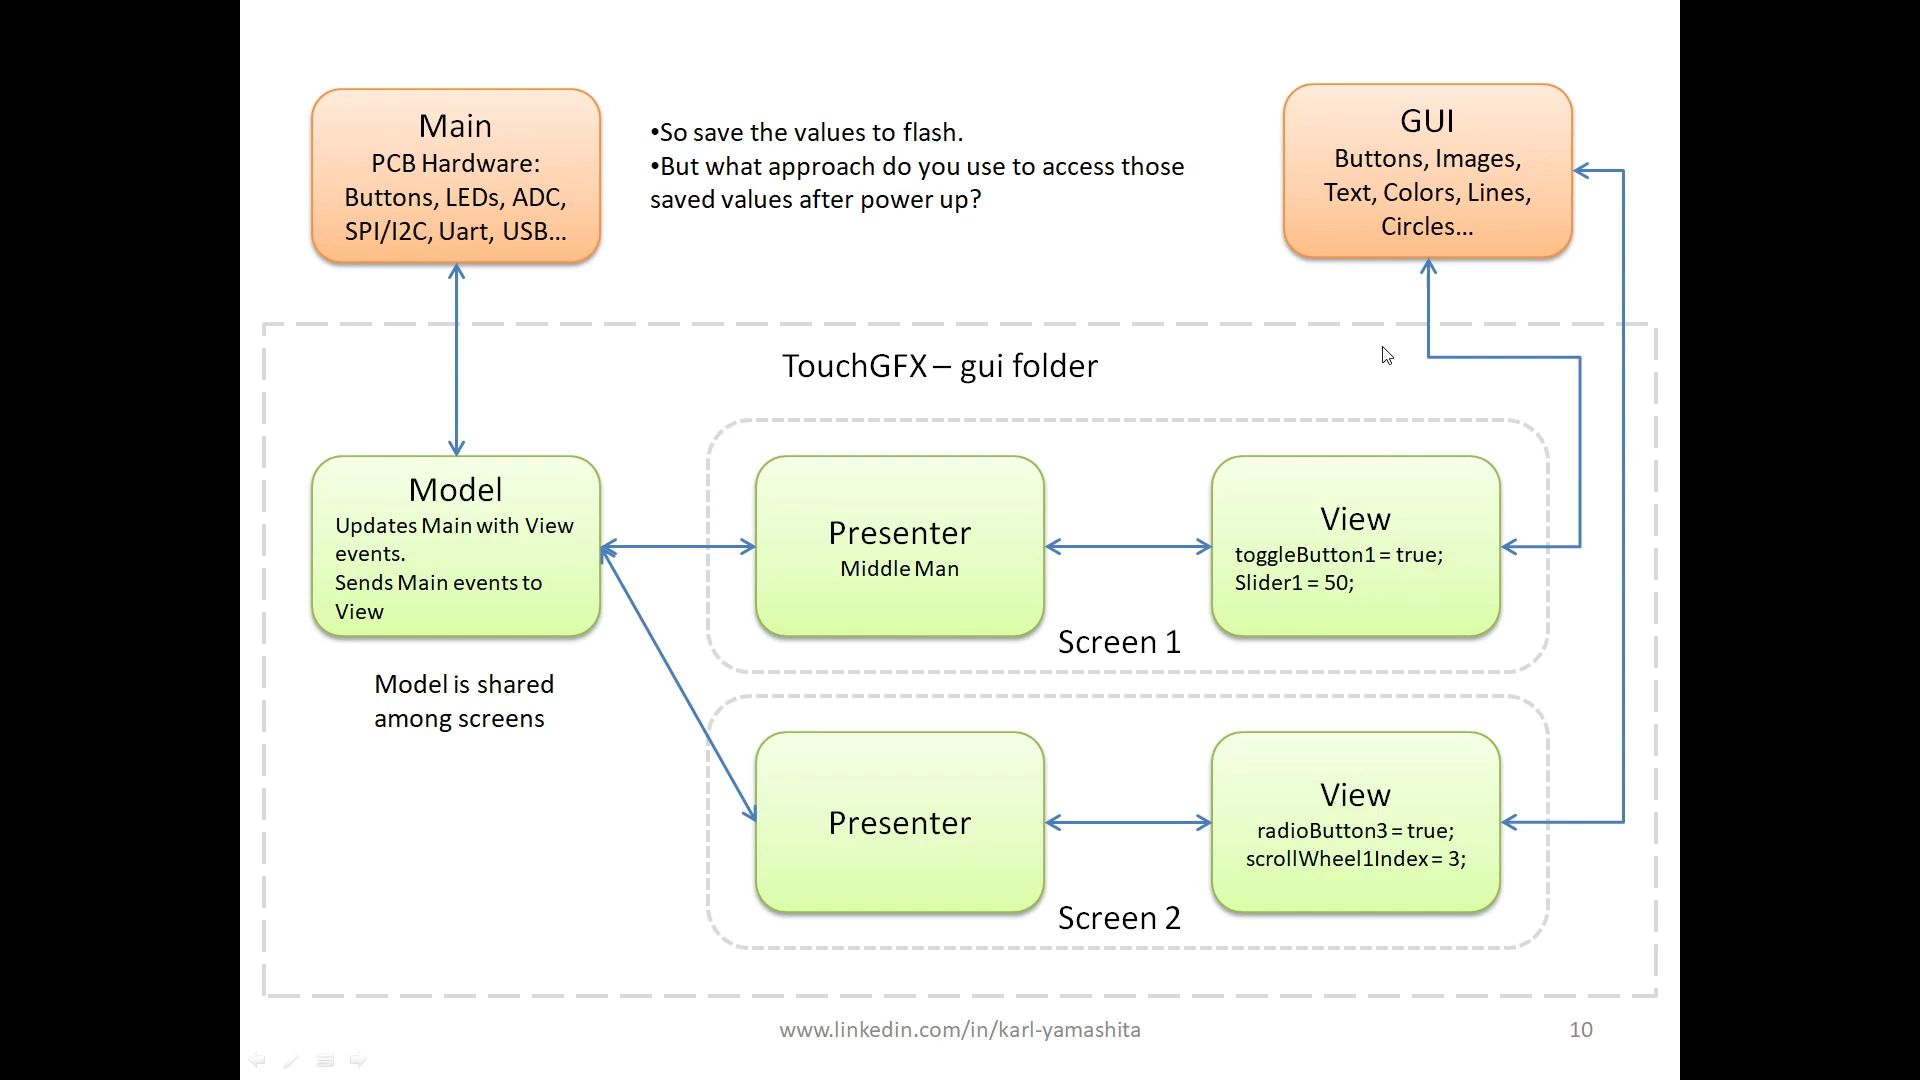 Main
PCB Hardware:
Buttons, LEDs, ADC,
SPI/I2C, Uart, USB...
•So save the values to flash.
•But what approach do you use to access those
saved values after power up?
GUI
Buttons, Images,
Text, Colors, Lines,
Circles...
TouchGFX – gui folder
Model
Updates Main with View
events.
Sends Main events to
View
Presenter
Middle Man
View
toggleButton1 = true;
Slider1 = 50;
Screen 1
Model is shared
among screens
Presenter
View
radioButton3 = true;
scrollWheel1Index = 3;
Screen 2
www.linkedin.com/in/karl-yamashita
10